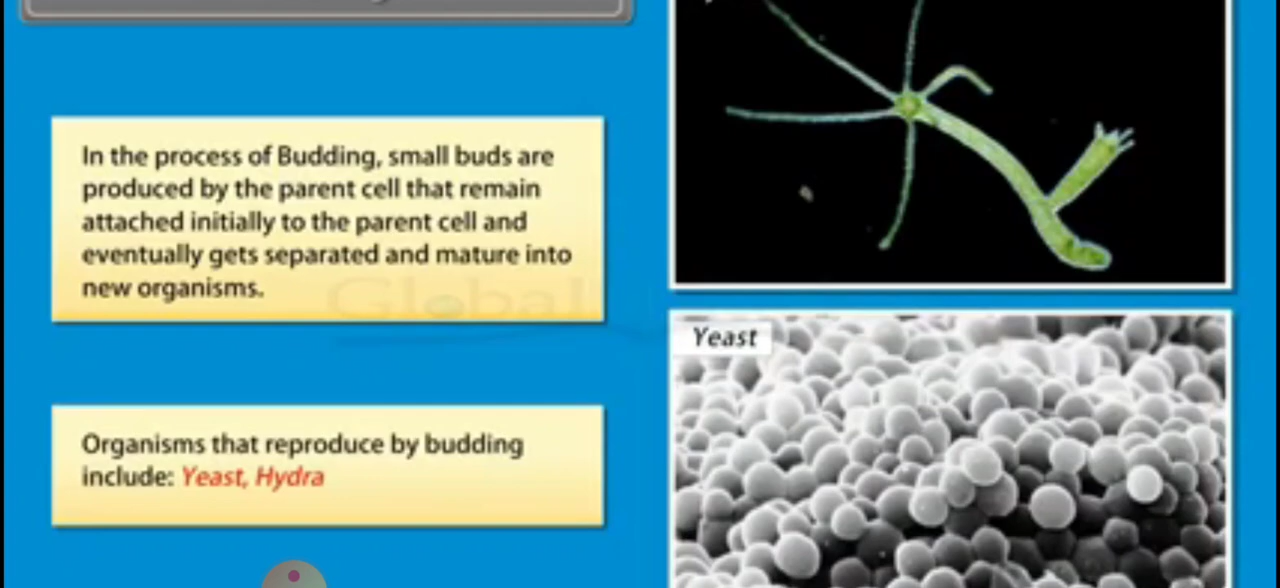 In the process of Budding, small buds are
produced by the parent cell that remain
attached initially to the parent cell and
eventually gets separated and mature into
new organisms.
Global
Yeast
Organisms that reproduce by budding
include: Yeast, Hydra